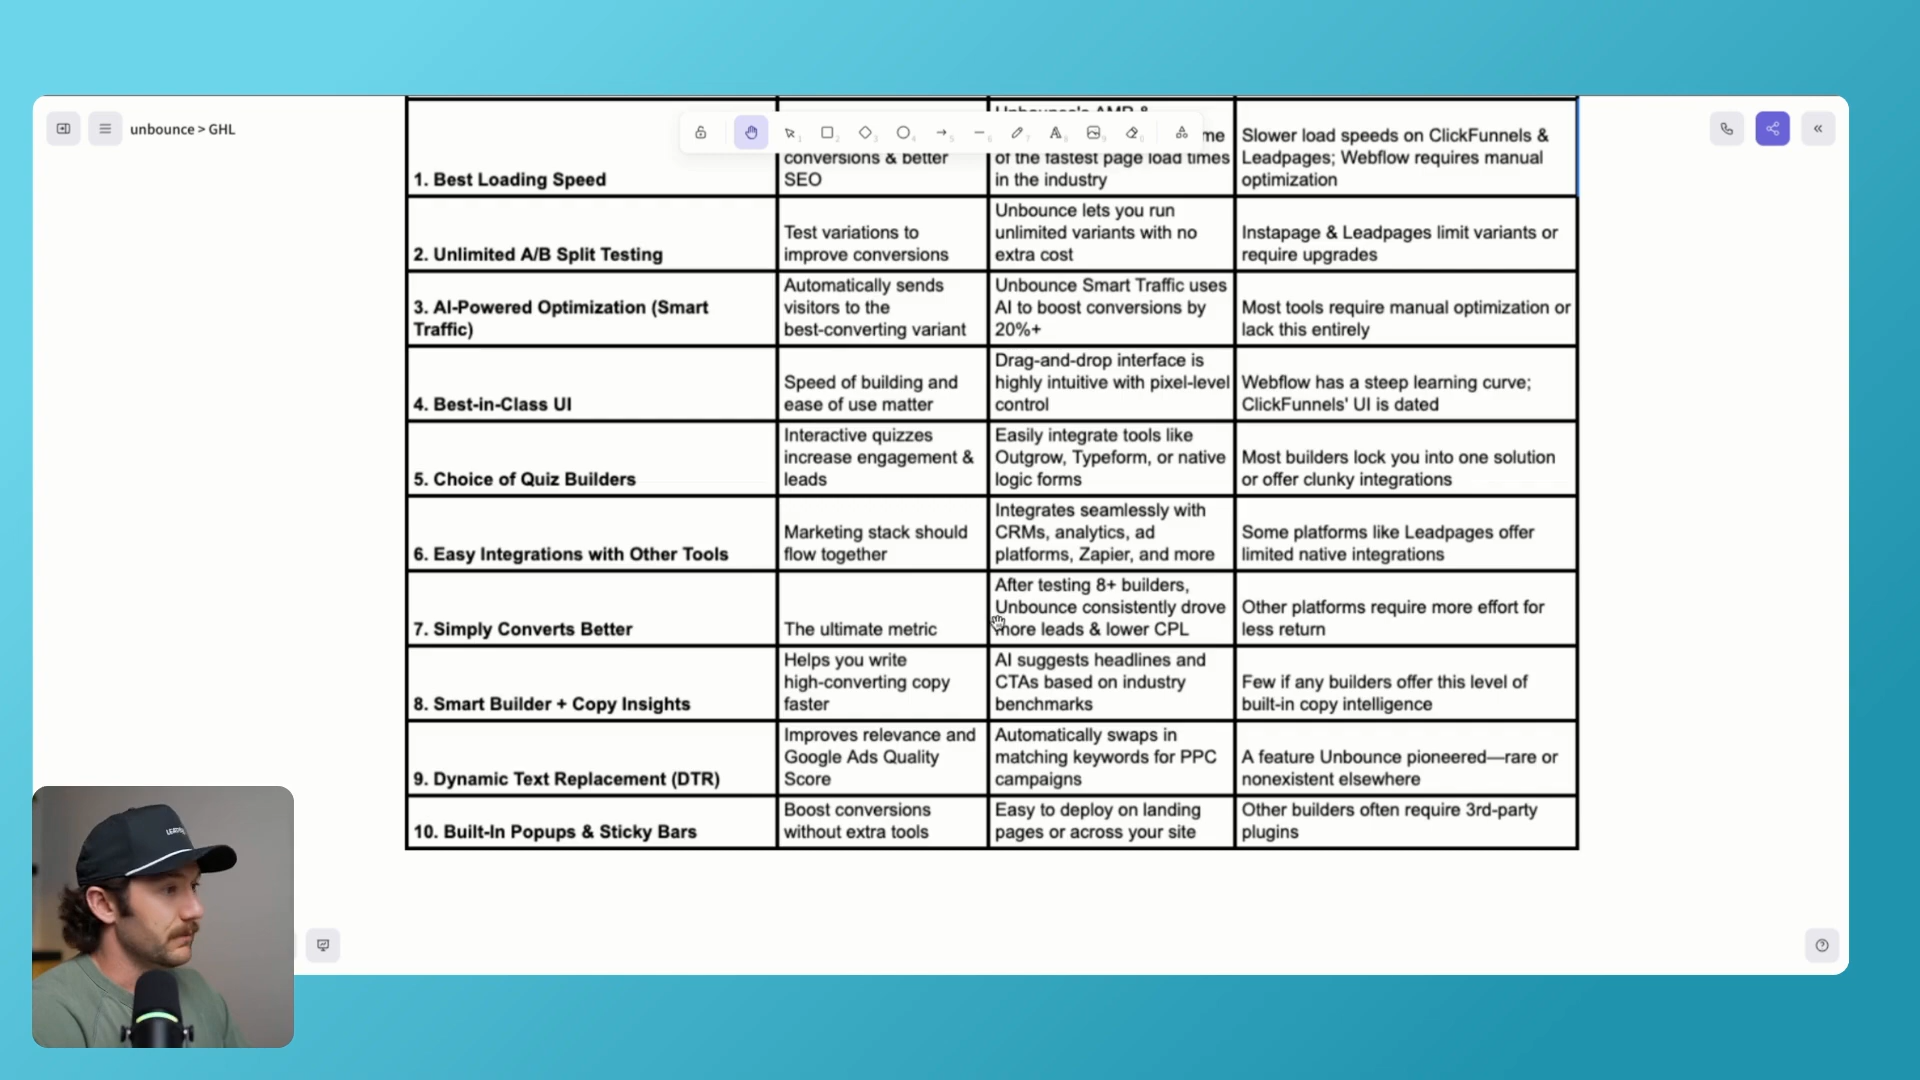 unbounce > GHL
1. Best Loading Speed
conversions & better
SEO
of the fastest page load times
in the industry
Slower load speeds on ClickFunnels &
Leadpages; Webflow requires manual
optimization
2. Unlimited A/B Split Testing
Test variations to
improve conversions
Unbounce lets you run
unlimited variants with no
extra cost
Instapage & Leadpages limit variants or
require upgrades
3. AI-Powered Optimization (Smart
Traffic)
Automatically sends
visitors to the
best-converting variant
Unbounce Smart Traffic uses
AI to boost conversions by
20%+
Most tools require manual optimization or
lack this entirely
4. Best-in-Class UI
Speed of building and
ease of use matter
Drag-and-drop interface is
highly intuitive with pixel-level
control
Webflow has a steep learning curve;
ClickFunnels' UI is dated
5. Choice of Quiz Builders
Interactive quizzes
increase engagement &
leads
Easily integrate tools like
Outgrow, Typeform, or native
logic forms
Most builders lock you into one solution
or offer clunky integrations
6. Easy Integrations with Other Tools
Marketing stack should
flow together
Integrates seamlessly with
CRMs, analytics, ad
platforms, Zapier, and more
Some platforms like Leadpages offer
limited native integrations
7. Simply Converts Better
The ultimate metric
After testing 8+ builders,
Unbounce consistently drove
more leads & lower CPL
Other platforms require more effort for
less return
8. Smart Builder + Copy Insights
Helps you write
high-converting copy
faster
AI suggests headlines and
CTAs based on industry
benchmarks
Few if any builders offer this level of
built-in copy intelligence
9. Dynamic Text Replacement (DTR)
Improves relevance and
Google Ads Quality
Score
Automatically swaps in
matching keywords for PPC
campaigns
A feature Unbounce pioneered—rare or
nonexistent elsewhere
10. Built-In Popups & Sticky Bars
Boost conversions
without extra tools
Easy to deploy on landing
pages or across your site
Other builders often require 3rd-party
plugins